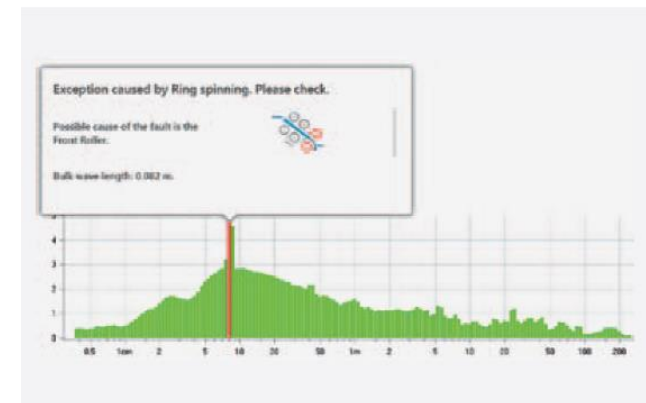 Exception caused by Ring spinning. Please check.
Possible cause of the fault is the
Front Roller.
Bulk wave length: 0.082 m.
5
4
3
2
1
0
0.5 1cm 2 5 10 20 50 1m 2 5 10 20 50 100 200